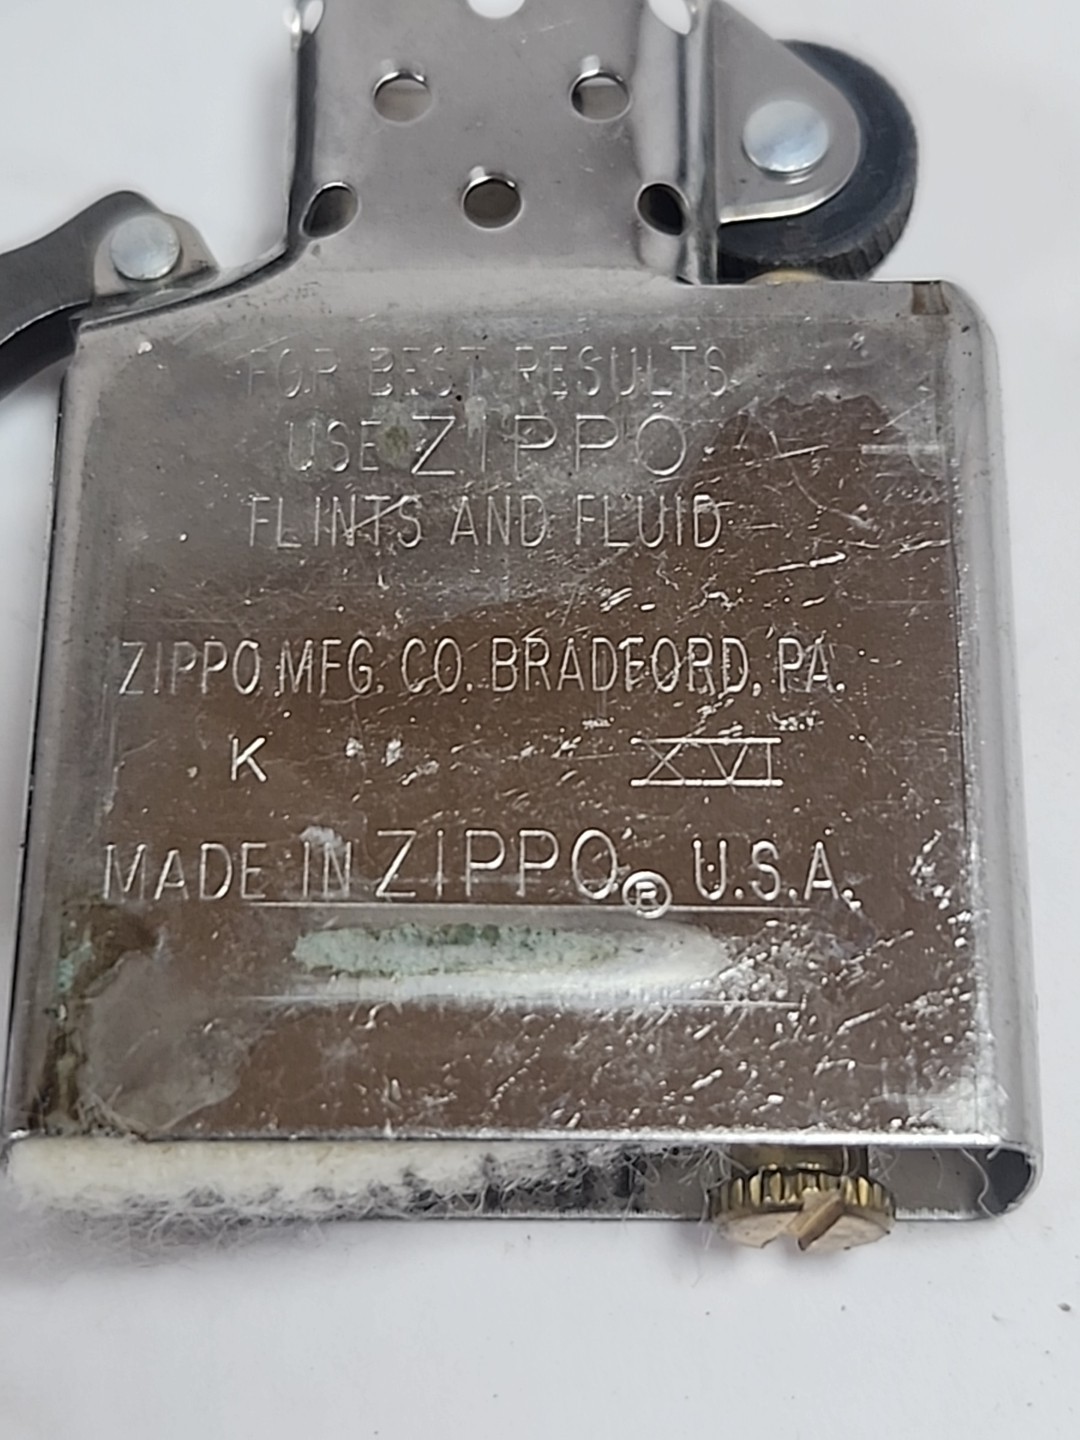 FOR BEST RESULTS
USE ZIPPO
FLINTS AND FLUID
ZIPPO MFG. CO. BRADFORD, PA.
K XVI
MADE IN ZIPPO® U.S.A.